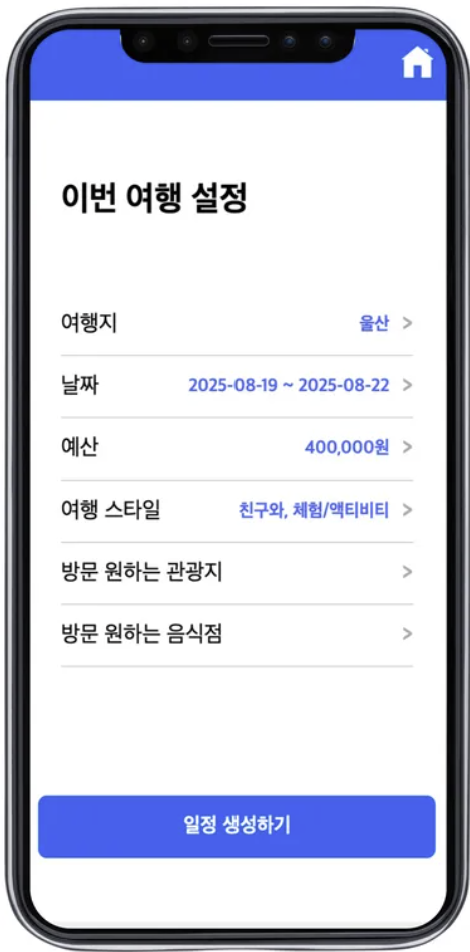 이번 여행 설정
여행지 울산 >
날짜 2025-08-19 ~ 2025-08-22 >
예산 400,000원 >
여행 스타일 친구와, 체험/액티비티 >
방문 원하는 관광지 >
방문 원하는 음식점 >
일정 생성하기